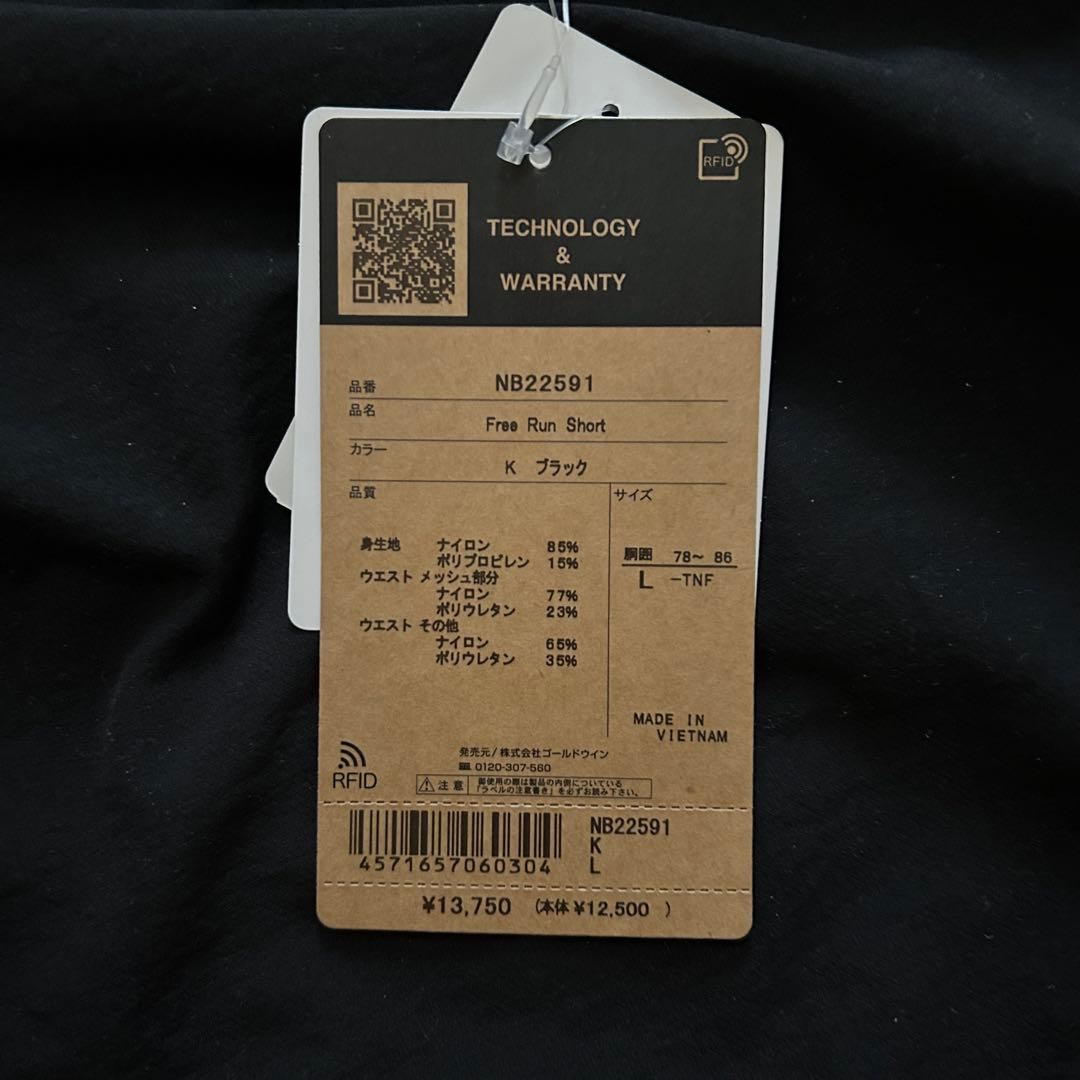 RFID
TECHNOLOGY
&
WARRANTY
品番 NB22591
品名 Free Run Short
カラー K ブラック
品質
身生地 ナイロン 85%
ポリプロピレン 15%
ウエスト メッシュ部分
ナイロン 77%
ポリウレタン 23%
ウエスト その他
ナイロン 65%
ポリウレタン 35%
サイズ
胴囲 78~ 86
L -TNF
MADE IN
VIETNAM
発売元/株式会社ゴールドウイン
0120-307-560
RFID
注意 御使用の際は製品の内側についている
「ラベルの注意書き」を必ずお読み下さい。
4571657060304
NB22591
K
L
¥13,750 (本体¥12,500 )